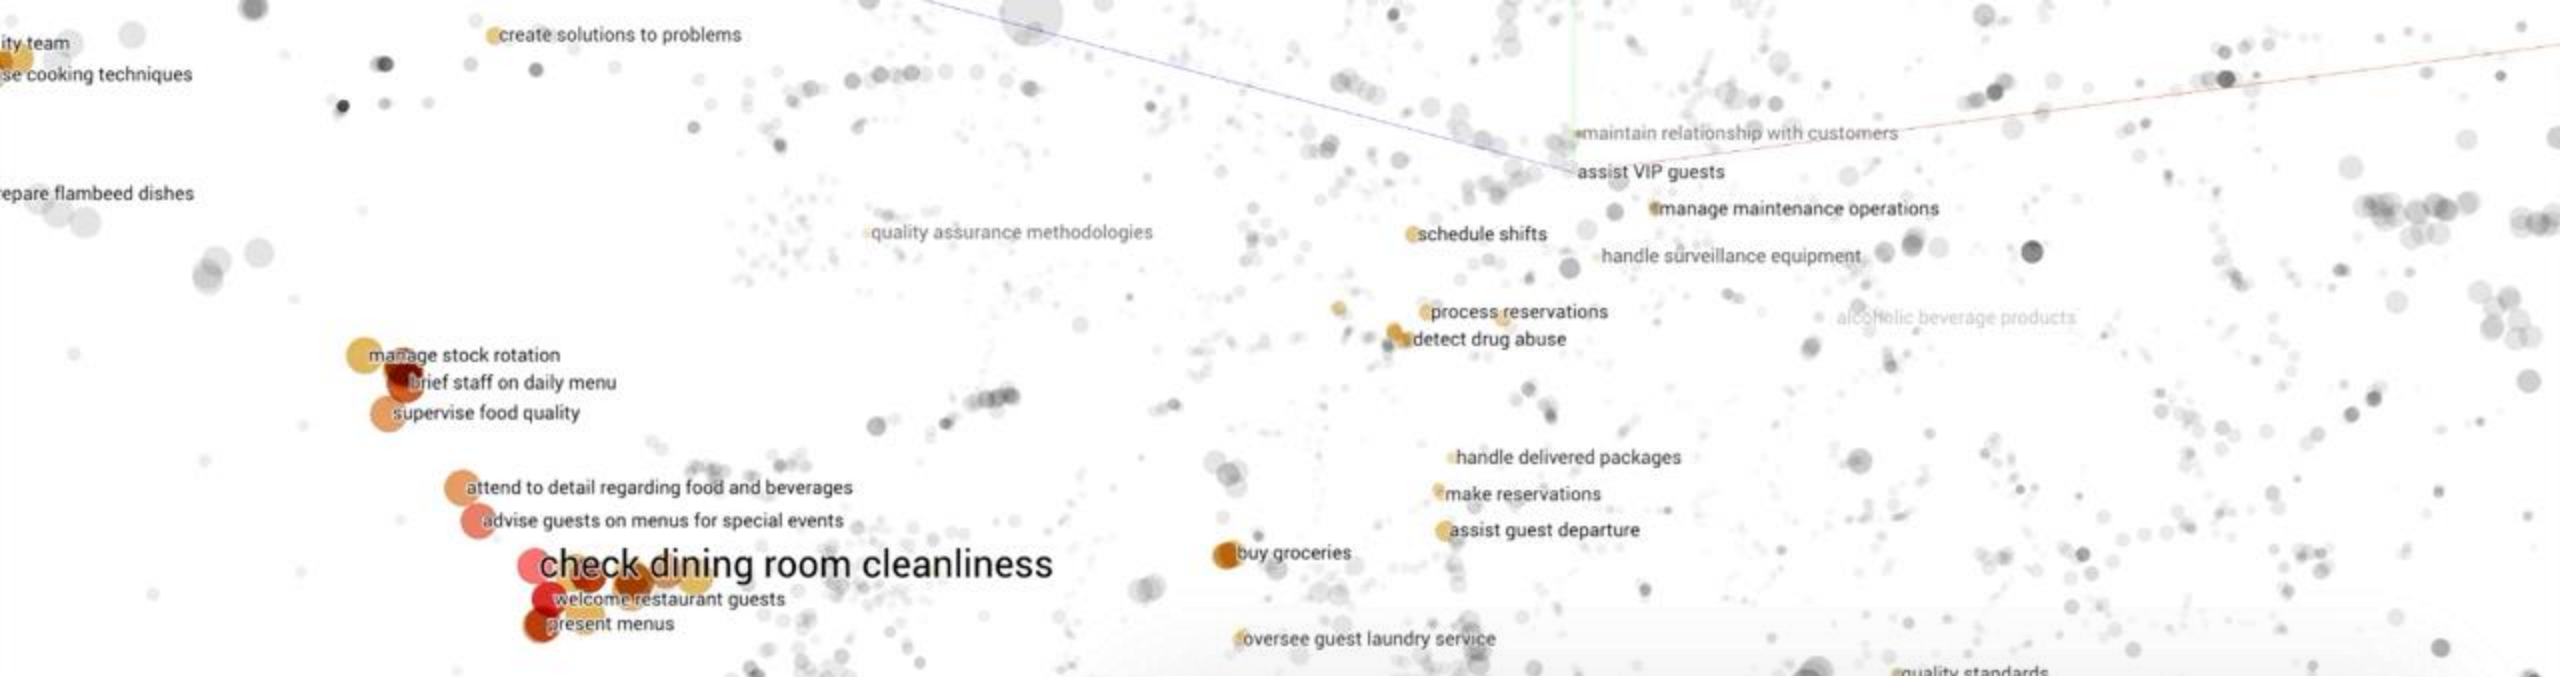 create solutions to problems
ity team
se cooking techniques
maintain relationship with customers
assist VIP guests
epare flambeed dishes
manage maintenance operations
quality assurance methodologies
schedule shifts
handle surveillance equipment
process reservations
alcoholic beverage products
detect drug abuse
manage stock rotation
brief staff on daily menu
supervise food quality
handle delivered packages
attend to detail regarding food and beverages
make reservations
advise guests on menus for special events
assist guest departure
buy groceries
check dining room cleanliness
welcome restaurant guests
present menus
oversee guest laundry service
quality standards